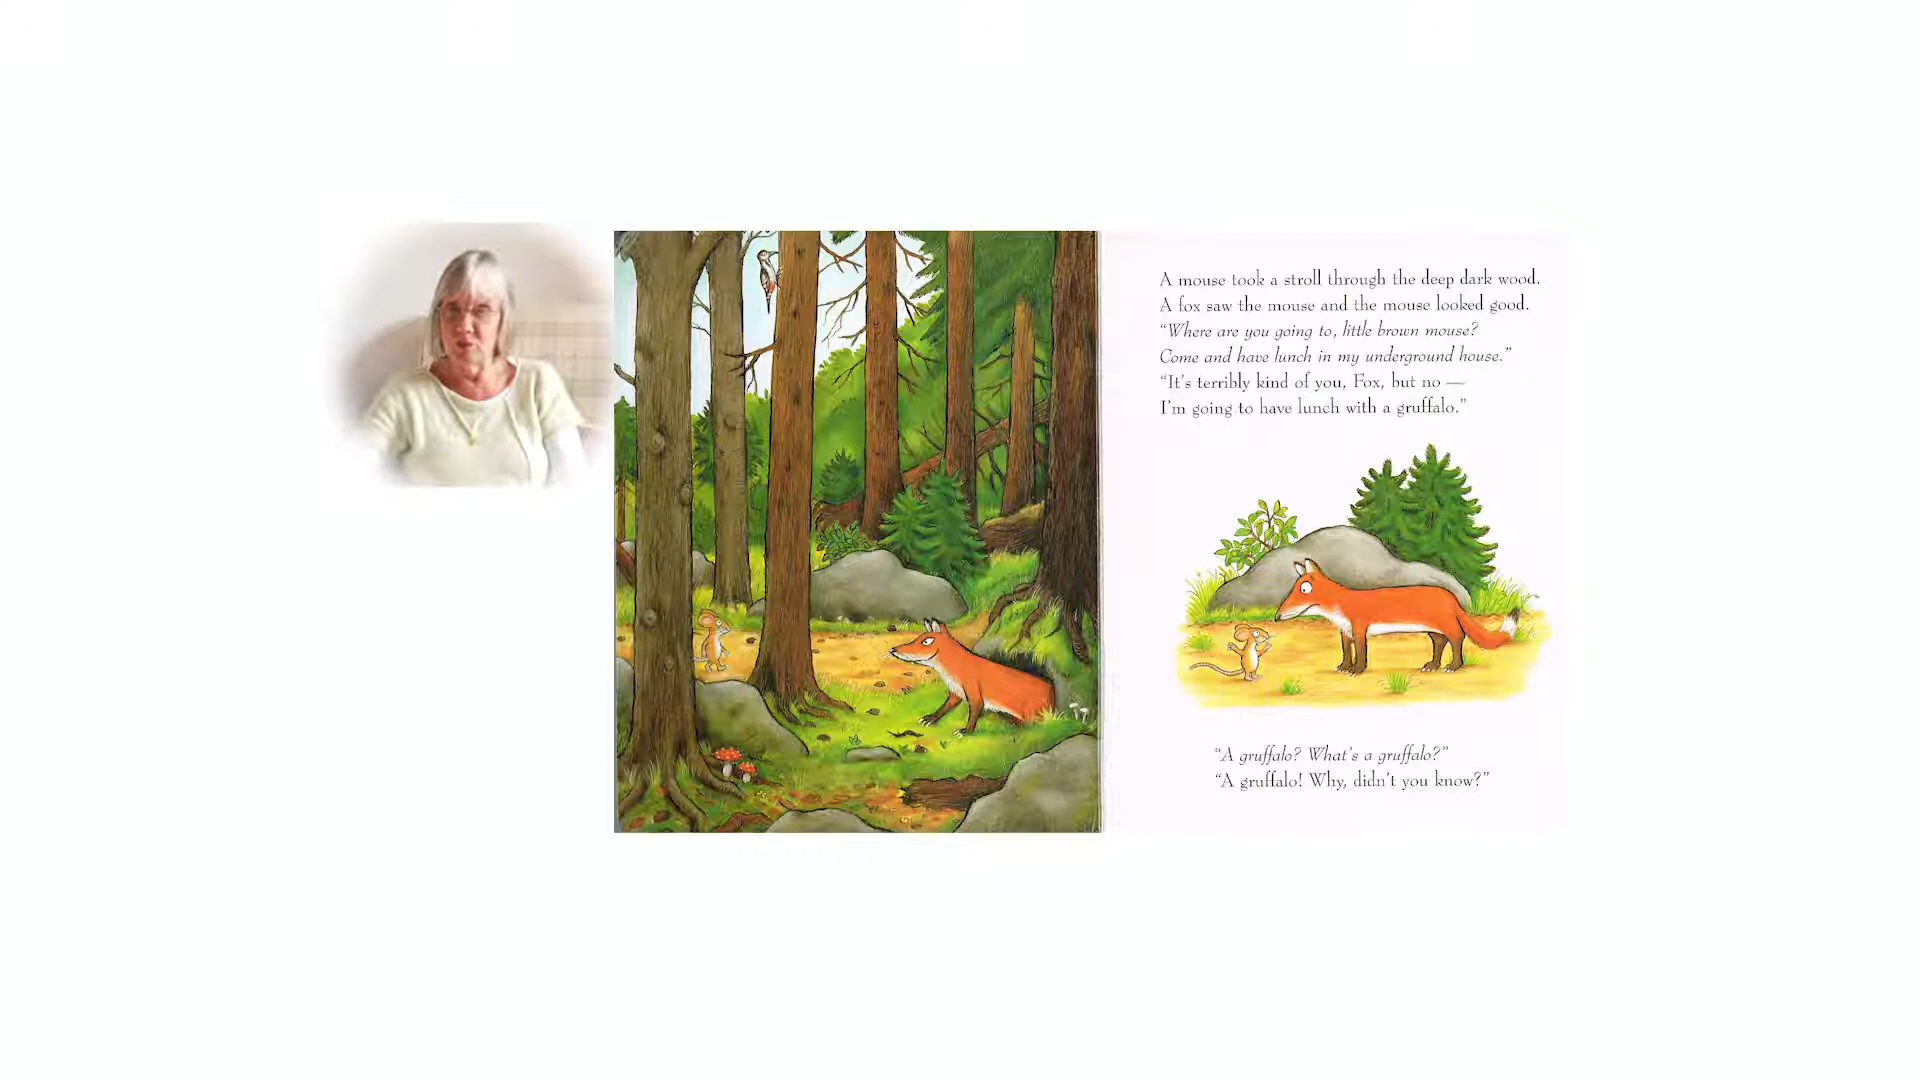 A mouse took a stroll through the deep dark wood.
A fox saw the mouse and the mouse looked good.
“Where are you going to, little brown mouse?
Come and have lunch in my underground house.”
“It’s terribly kind of you, Fox, but no —
I’m going to have lunch with a gruffalo.”
“A gruffalo? What’s a gruffalo?”
“A gruffalo! Why, didn’t you know?”